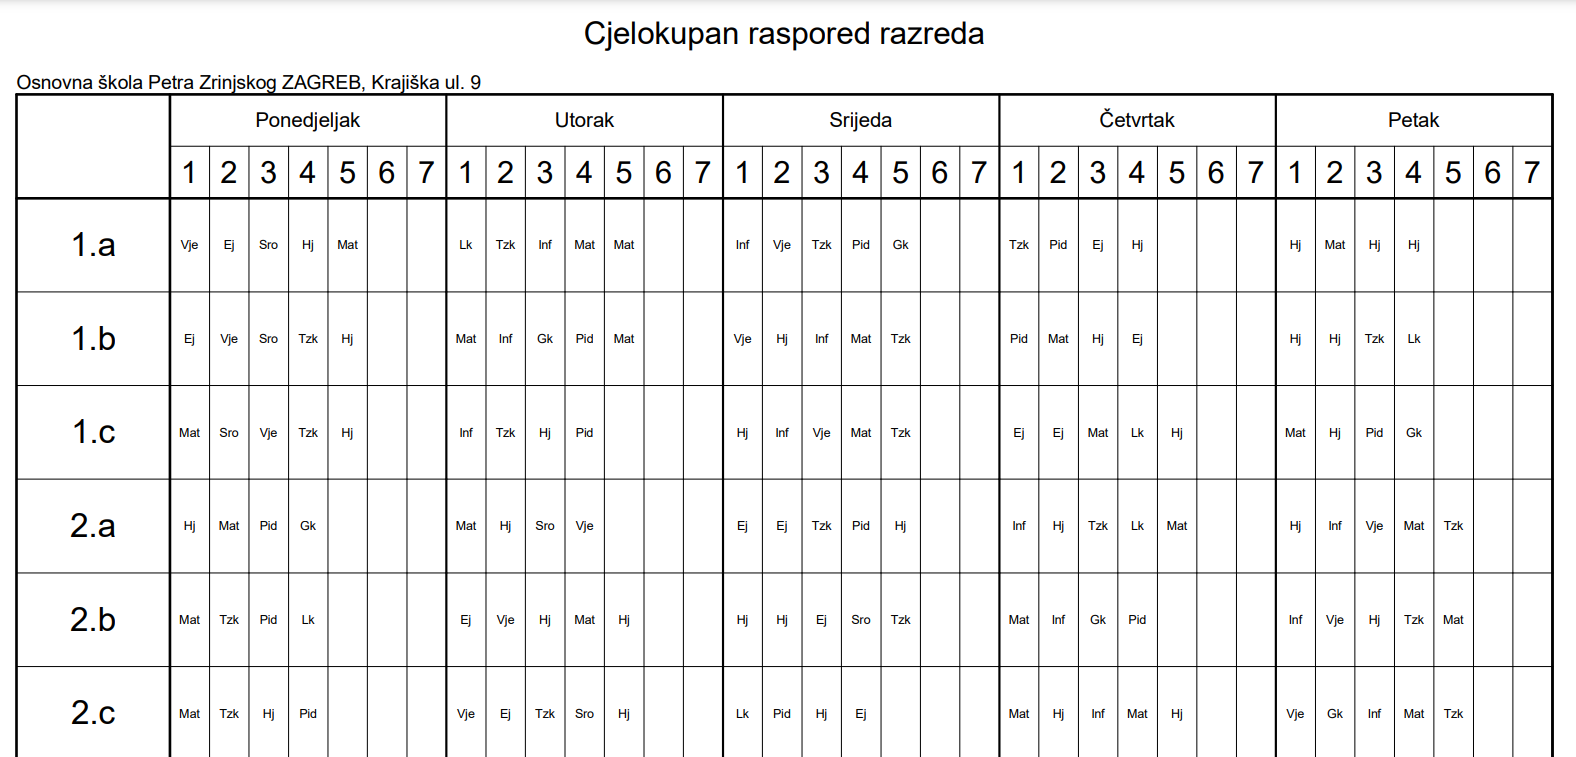 Cjelokupan raspored razreda
Osnovna škola Petra Zrinjskog ZAGREB, Krajiška ul. 9
Ponedjeljak Utorak Srijeda Četvrtak Petak
1 2 3 4 5 6 7 1 2 3 4 5 6 7 1 2 3 4 5 6 7 1 2 3 4 5 6 7 1 2 3 4 5 6 7
1.a Vje Ej Sro Hj Mat Lk Tzk Inf Mat Mat Inf Vje Tzk Pid Gk Tzk Pid Ej Hj Hj Mat Hj Hj
1.b Ej Vje Sro Tzk Hj Mat Inf Gk Pid Mat Vje Hj Inf Mat Tzk Pid Mat Hj Ej Hj Hj Tzk Lk
1.c Mat Sro Vje Tzk Hj Inf Tzk Hj Pid Hj Inf Vje Mat Tzk Ej Ej Mat Lk Hj Mat Hj Pid Gk
2.a Hj Mat Pid Gk Mat Hj Sro Vje Ej Ej Tzk Pid Hj Inf Hj Tzk Lk Mat Hj Inf Vje Mat Tzk
2.b Mat Tzk Pid Lk Ej Vje Hj Mat Hj Hj Hj Ej Sro Tzk Mat Inf Gk Pid Inf Vje Hj Tzk Mat
2.c Mat Tzk Hj Pid Vje Ej Tzk Sro Hj Lk Pid Hj Ej Mat Hj Inf Mat Hj Vje Gk Inf Mat Tzk